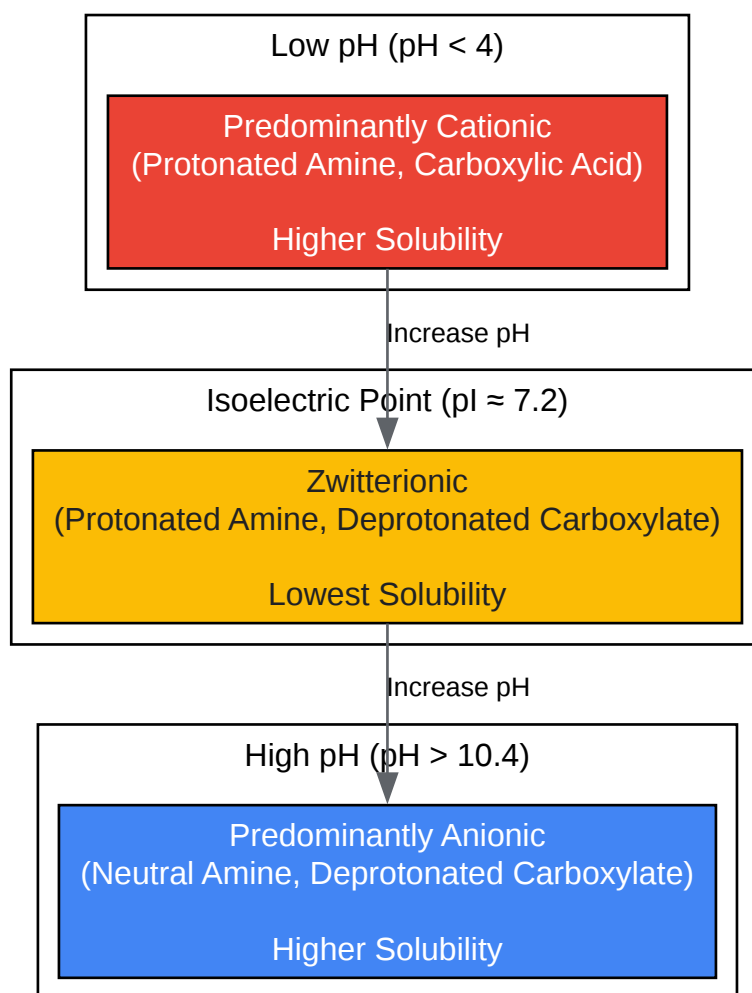 Low pH (pH < 4)
Predominantly Cationic
(Protonated Amine, Carboxylic Acid)
Higher Solubility
Increase pH
Isoelectric Point (pI ≈ 7.2)
Zwitterionic
(Protonated Amine, Deprotonated Carboxylate)
Lowest Solubility
Increase pH
High pH (pH > 10.4)
Predominantly Anionic
(Neutral Amine, Deprotonated Carboxylate)
Higher Solubility